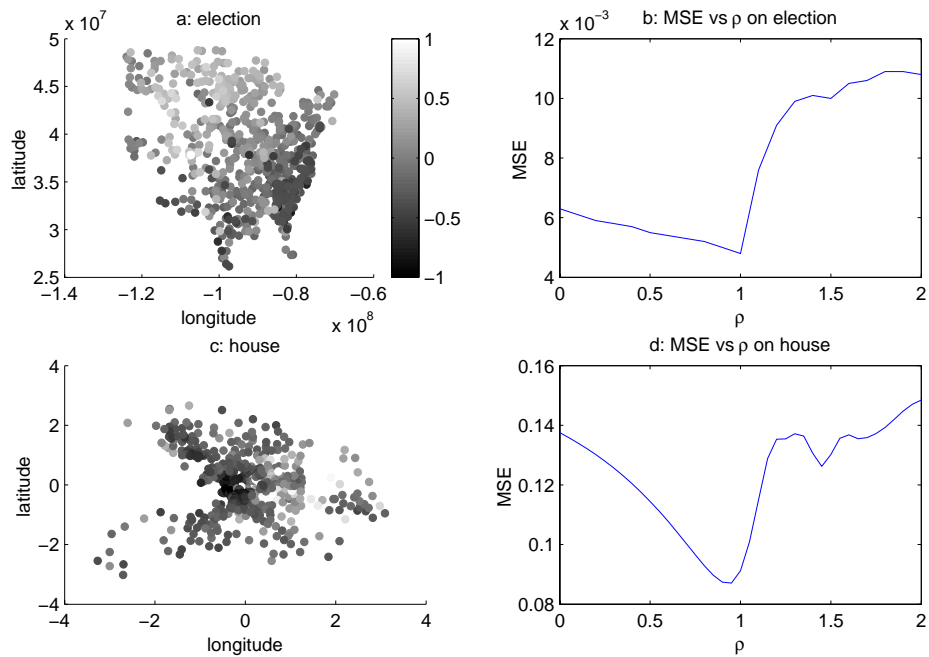 a: election
x 10^7
5
4.5
4
3.5
3
2.5
latitude
−1.4 −1.2 −1 −0.8 −0.6
longitude
x 10^8
1
0.5
0
−0.5
−1
b: MSE vs ρ on election
x 10^−3
12
10
8
6
4
MSE
0 0.5 1 1.5 2
ρ
c: house
4
2
0
−2
−4
latitude
−4 −2 0 2 4
longitude
d: MSE vs ρ on house
0.16
0.14
0.12
0.1
0.08
MSE
0 0.5 1 1.5 2
ρ